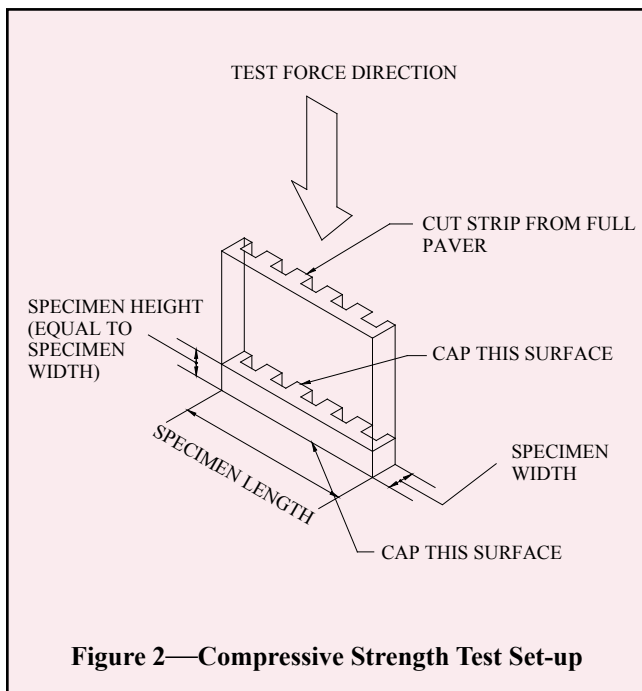 TEST FORCE DIRECTION
CUT STRIP FROM FULL
PAVER
SPECIMEN HEIGHT
(EQUAL TO
SPECIMEN
WIDTH)
CAP THIS SURFACE
SPECIMEN LENGTH
SPECIMEN
WIDTH
CAP THIS SURFACE
Figure 2—Compressive Strength Test Set-up